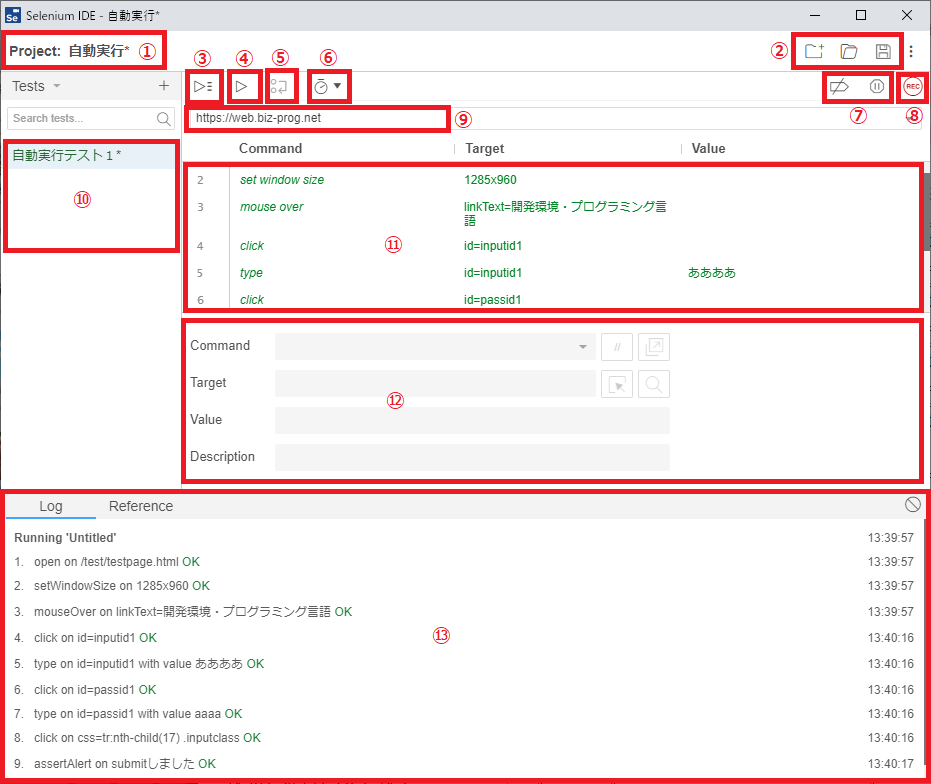 Selenium IDE - 自動実行*
Project: 自動実行* ①
②
③ ④ ⑤ ⑥
Tests
REC
⑦ ⑧
Search tests...
https://web.biz-prog.net ⑨
Command Target Value
自動実行テスト１*
⑩
2 set window size 1285x960
3 mouse over linkText=開発環境・プログラミング言
語
4 click id=inputid1
⑪
5 type id=inputid1 ああああ
6 click id=passid1
Command //
Target
⑫
Value
Description
Log Reference
Running 'Untitled' 13:39:57
1. open on /test/testpage.html OK 13:39:57
2. setWindowSize on 1285x960 OK 13:39:57
3. mouseOver on linkText=開発環境・プログラミング言語 OK 13:39:57
4. click on id=inputid1 OK 13:40:16
⑬
5. type on id=inputid1 with value ああああ OK 13:40:16
6. click on id=passid1 OK 13:40:16
7. type on id=passid1 with value aaaa OK 13:40:16
8. click on css=tr:nth-child(17) .inputclass OK 13:40:16
9. assertAlert on submitしました OK 13:40:17